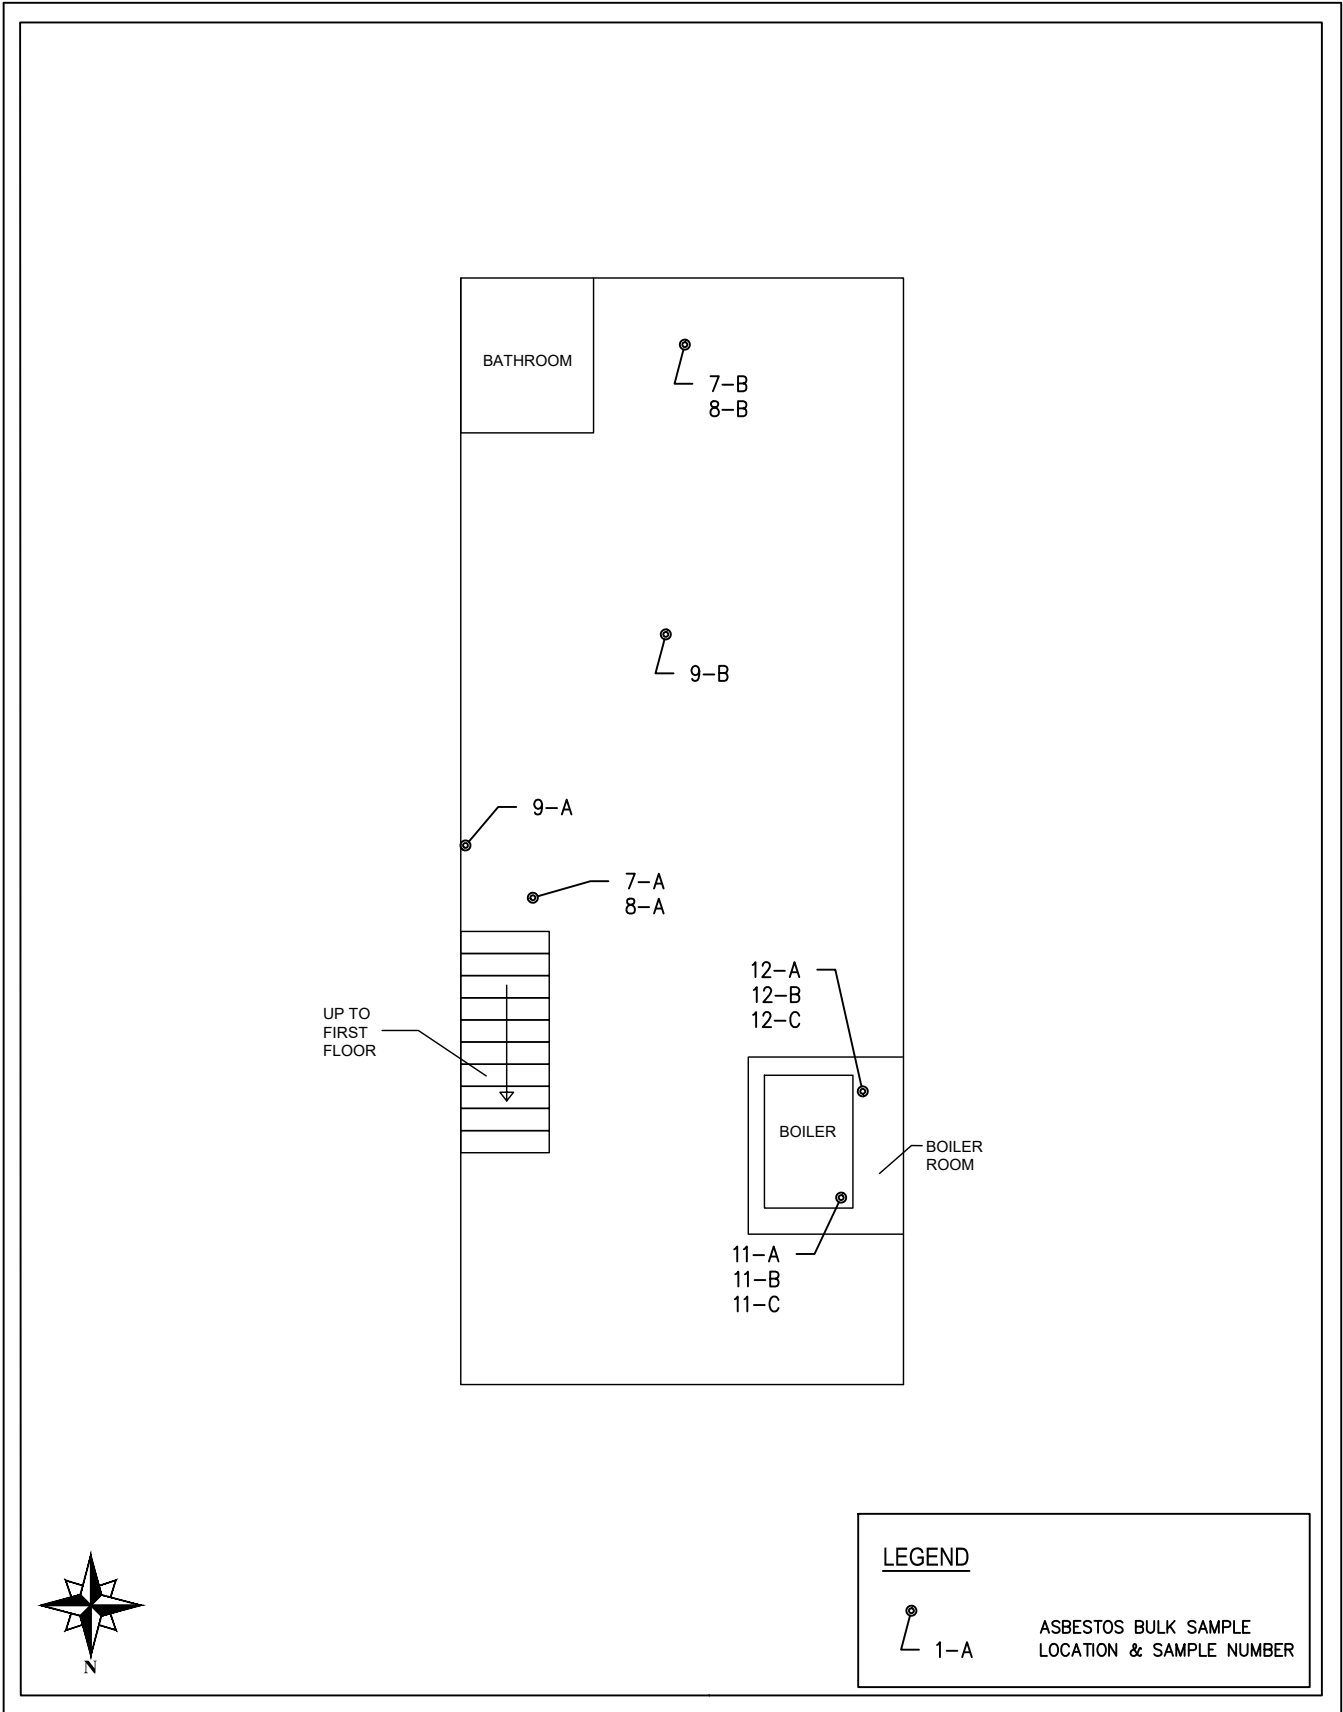 BATHROOM
7-B
8-B
9-B
9-A
7-A
8-A
12-A
12-B
12-C
UP TO
FIRST
FLOOR
BOILER
BOILER
ROOM
11-A
11-B
11-C
LEGEND
1-A
ASBESTOS BULK SAMPLE
LOCATION & SAMPLE NUMBER
N